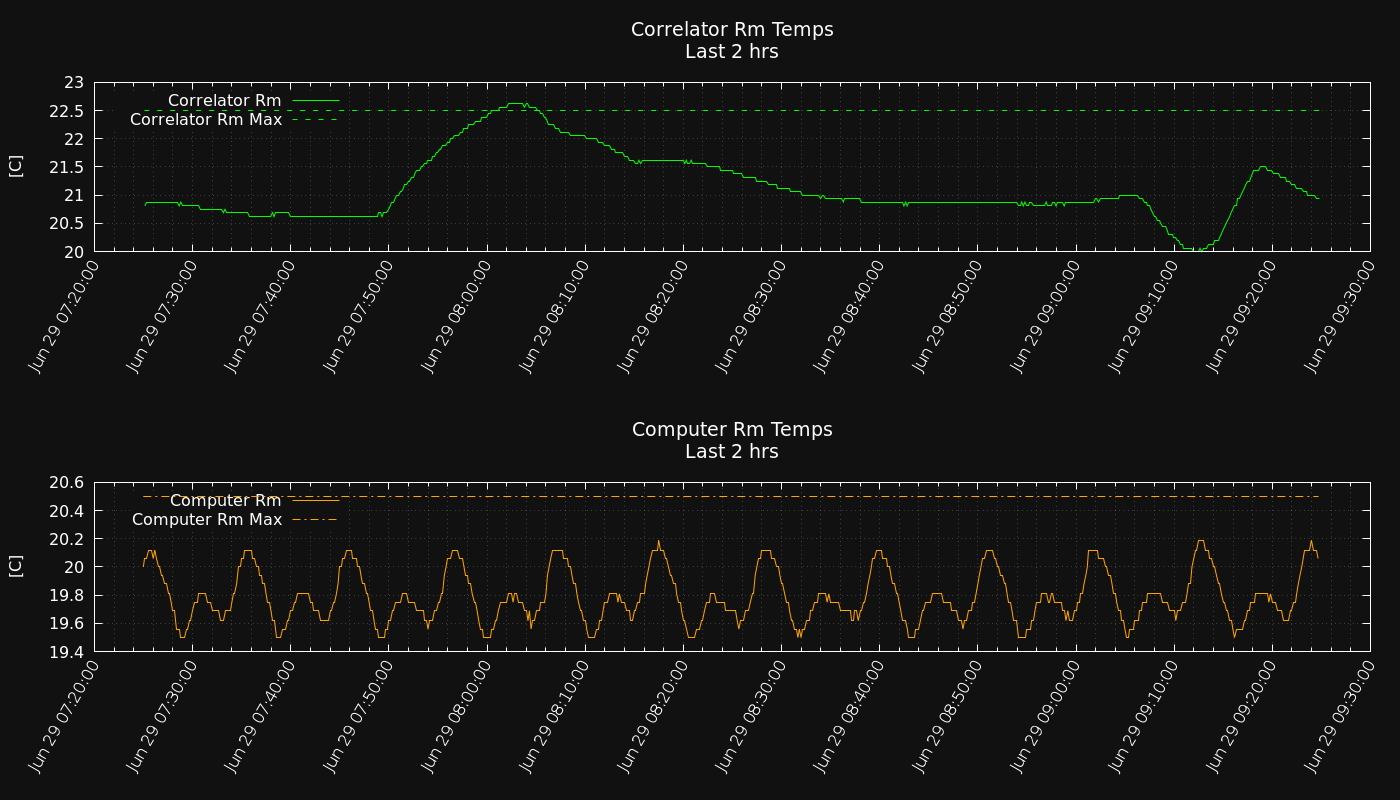 Correlator Rm Temps
Last 2 hrs
[C]
23
22.5
22
21.5
21
20.5
20
Correlator Rm
Correlator Rm Max
Jun 29 07:20:00
Jun 29 07:30:00
Jun 29 07:40:00
Jun 29 07:50:00
Jun 29 08:00:00
Jun 29 08:10:00
Jun 29 08:20:00
Jun 29 08:30:00
Jun 29 08:40:00
Jun 29 08:50:00
Jun 29 09:00:00
Jun 29 09:10:00
Jun 29 09:20:00
Jun 29 09:30:00
Computer Rm Temps
Last 2 hrs
[C]
20.6
20.4
20.2
20
19.8
19.6
19.4
Computer Rm
Computer Rm Max
Jun 29 07:20:00
Jun 29 07:30:00
Jun 29 07:40:00
Jun 29 07:50:00
Jun 29 08:00:00
Jun 29 08:10:00
Jun 29 08:20:00
Jun 29 08:30:00
Jun 29 08:40:00
Jun 29 08:50:00
Jun 29 09:00:00
Jun 29 09:10:00
Jun 29 09:20:00
Jun 29 09:30:00